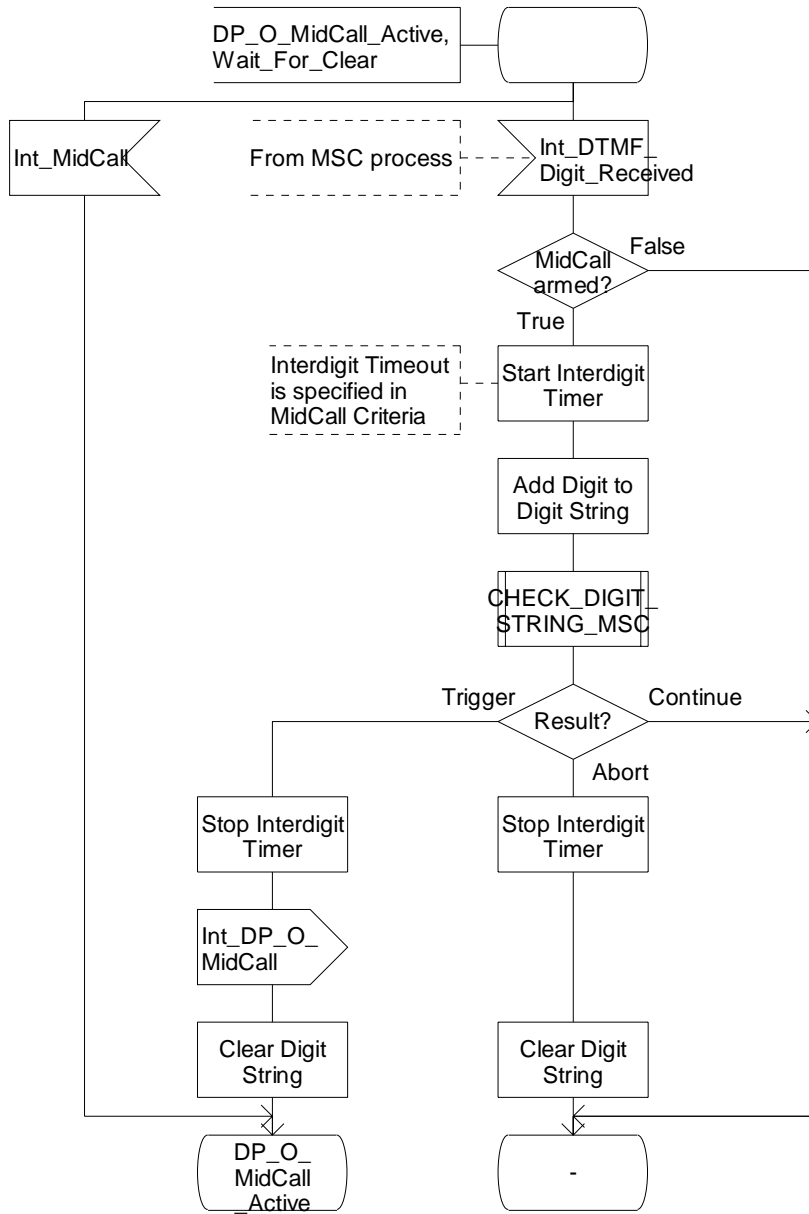 DP_O_MidCall_Active,
Wait_For_Clear
Int_MidCall
From MSC process
Int_DTMF_
Digit_Received
MidCall
armed?
False
True
Interdigit Timeout
is specified in
MidCall Criteria
Start Interdigit
Timer
Add Digit to
Digit String
CHECK_DIGIT_
STRING_MSC
Trigger
Result?
Continue
Abort
Stop Interdigit
Timer
Stop Interdigit
Timer
Int_DP_O_
MidCall
Clear Digit
String
Clear Digit
String
DP_O_
MidCall
_Active
-